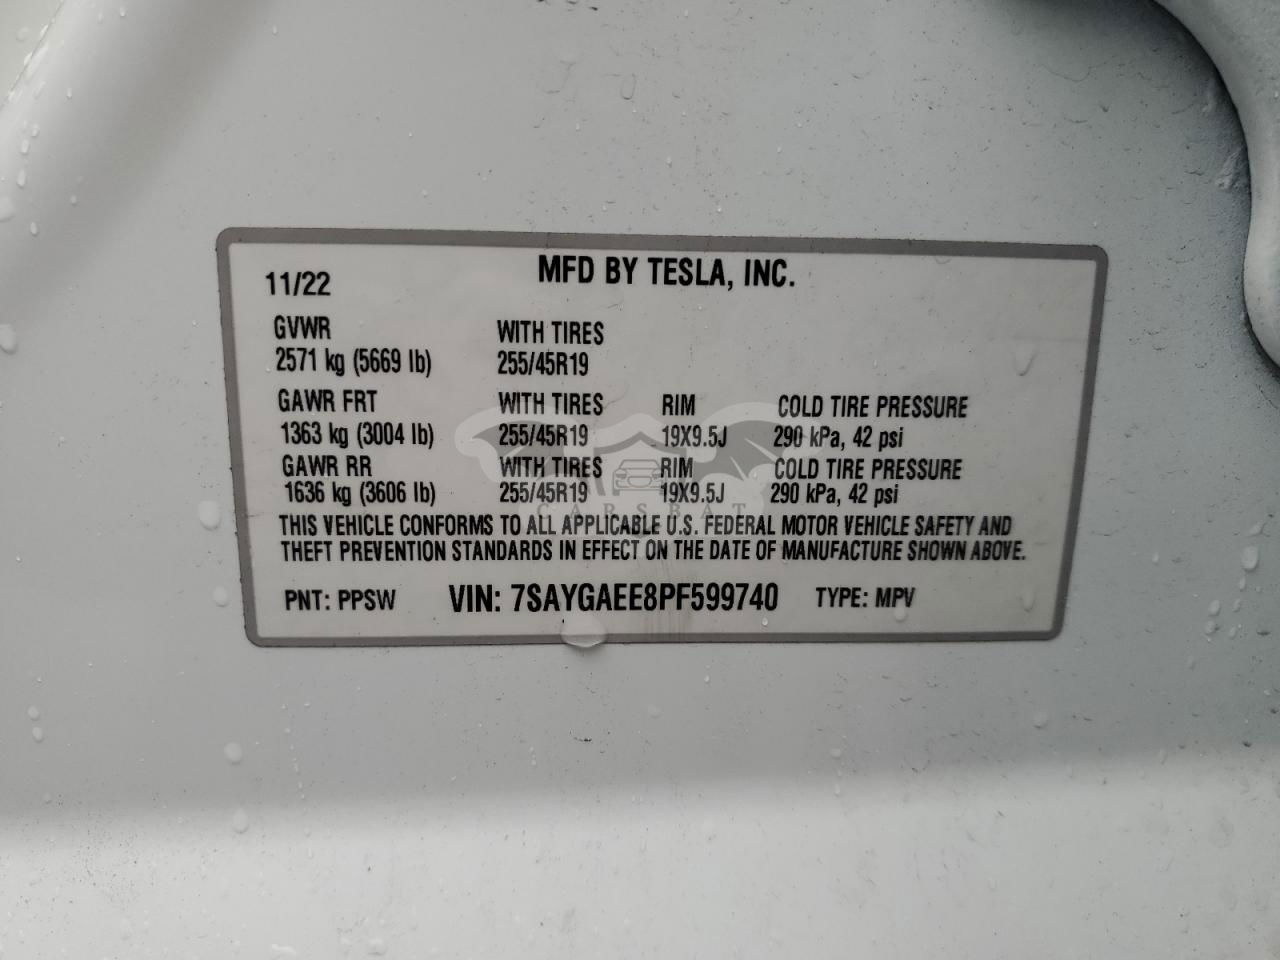 11/22 MFD BY TESLA, INC.
GVWR WITH TIRES
2571 kg (5669 lb) 255/45R19
GAWR FRT WITH TIRES RIM COLD TIRE PRESSURE
1363 kg (3004 lb) 255/45R19 19X9.5J 290 kPa, 42 psi
GAWR RR WITH TIRES RIM COLD TIRE PRESSURE
1636 kg (3606 lb) 255/45R19 19X9.5J 290 kPa, 42 psi
CARSBAT
THIS VEHICLE CONFORMS TO ALL APPLICABLE U.S. FEDERAL MOTOR VEHICLE SAFETY AND
THEFT PREVENTION STANDARDS IN EFFECT ON THE DATE OF MANUFACTURE SHOWN ABOVE.
PNT: PPSW VIN: 7SAYGAEE8PF599740 TYPE: MPV